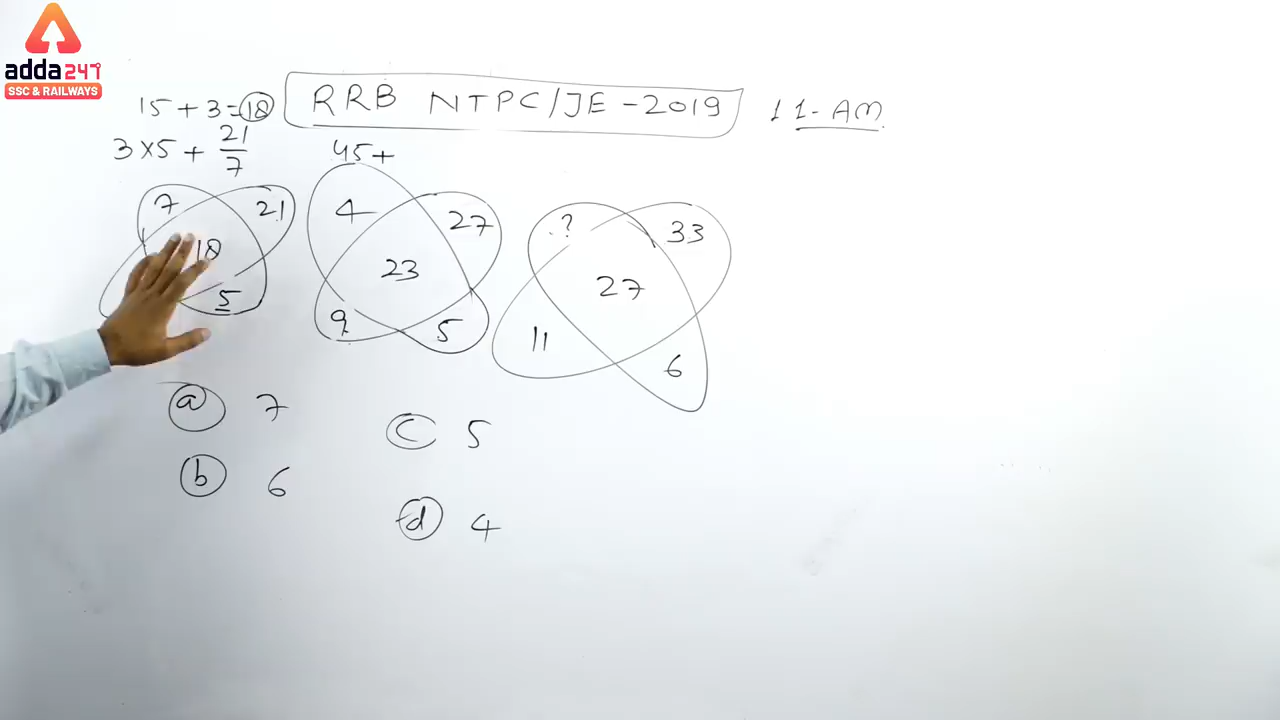 adda247
SSC & RAILWAYS
15 + 3 = 18
RRB NTPC/JE - 2019
11 - AM
3 × 5 + 21/7
45 +
7 21
18
5
4 27
23
9 5
? 33
27
11 6
a 7
c 5
b 6
d 4